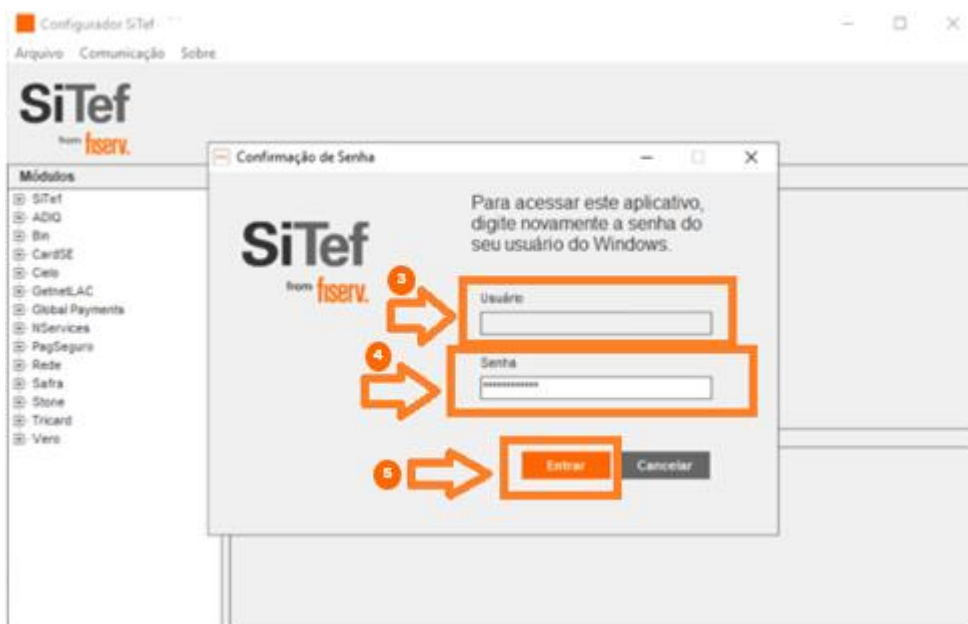 Configurador SiTef
Arquivo Comunicação Sobre
SiTef
from fiserv.
Módulos
SiTef
ADIQ
Bin
CardSE
Cielo
GetnetLAC
Global Payments
NServices
PagSeguro
Rede
Safra
Stone
Tricard
Vero
Confirmação de Senha
SiTef
from fiserv.
Para acessar este aplicativo,
digite novamente a senha do
seu usuário do Windows.
3
Usuário
4
Senha
5
Entrar Cancelar